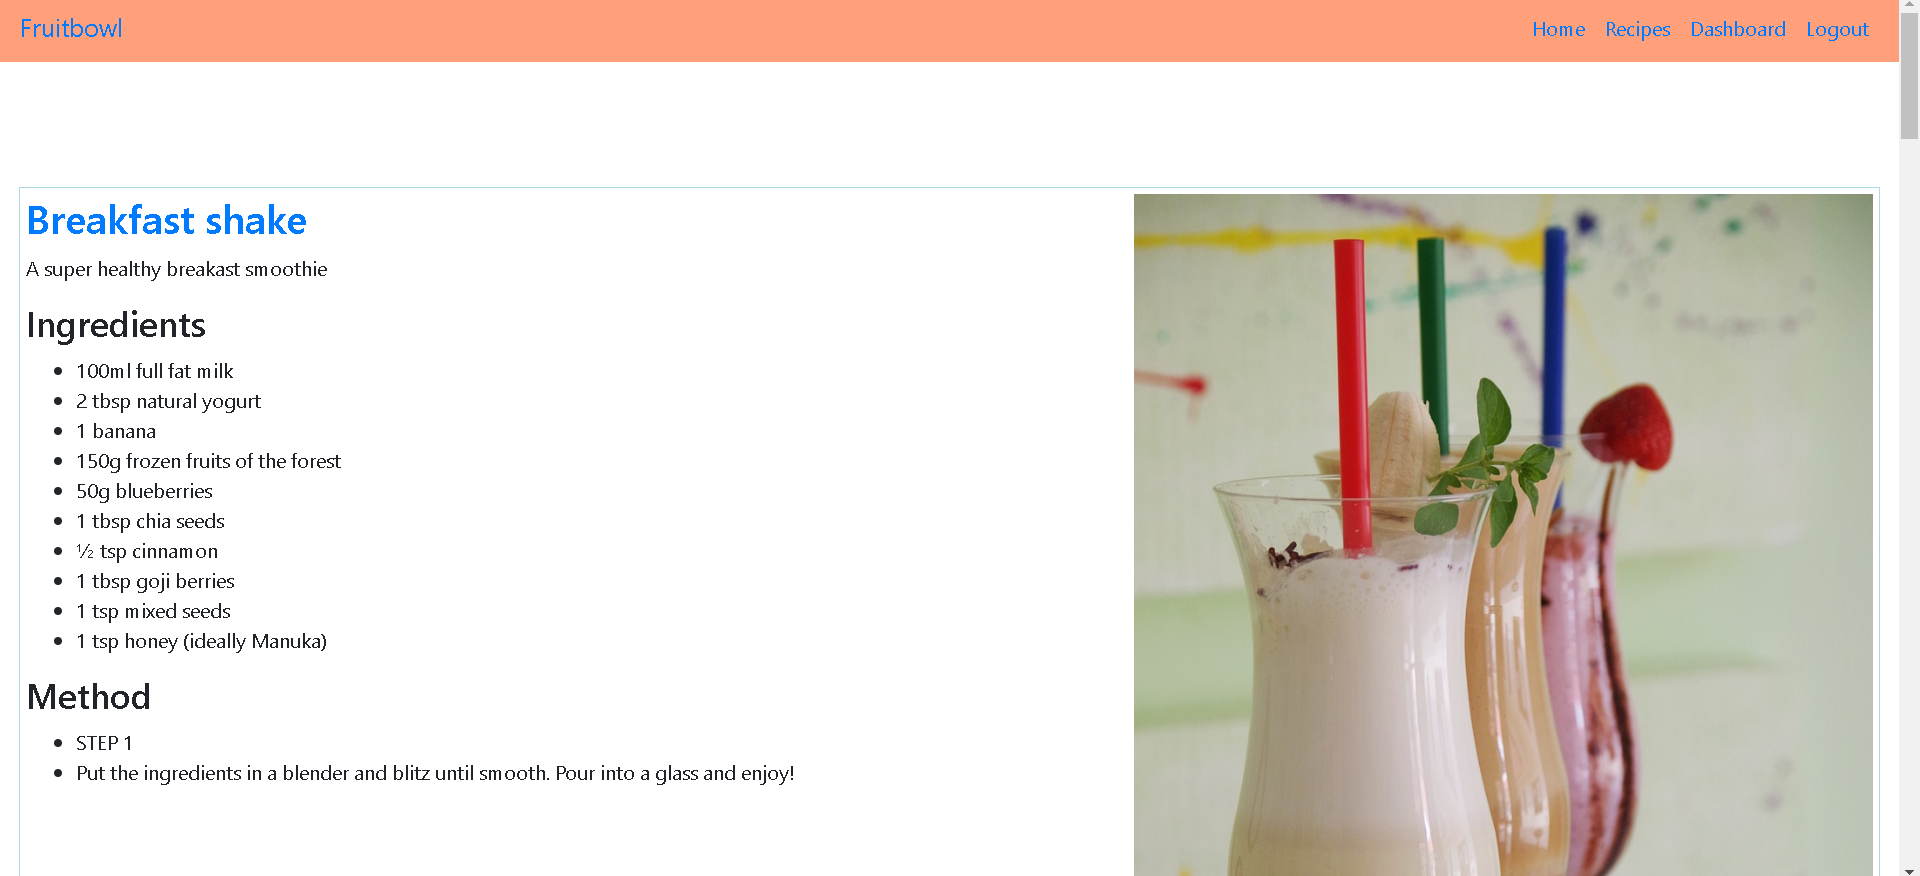 Fruitbowl
Home Recipes Dashboard Logout
Breakfast shake
A super healthy breakast smoothie
Ingredients
100ml full fat milk
2 tbsp natural yogurt
1 banana
150g frozen fruits of the forest
50g blueberries
1 tbsp chia seeds
½ tsp cinnamon
1 tbsp goji berries
1 tsp mixed seeds
1 tsp honey (ideally Manuka)
Method
STEP 1
Put the ingredients in a blender and blitz until smooth. Pour into a glass and enjoy!